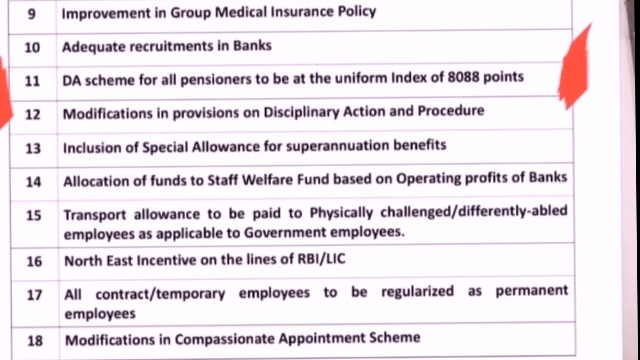 9 Improvement in Group Medical Insurance Policy
10 Adequate recruitments in Banks
11 DA scheme for all pensioners to be at the uniform Index of 8088 points
12 Modifications in provisions on Disciplinary Action and Procedure
13 Inclusion of Special Allowance for superannuation benefits
14 Allocation of funds to Staff Welfare Fund based on Operating profits of Banks
15 Transport allowance to be paid to Physically challenged/differently-abled
employees as applicable to Government employees.
16 North East Incentive on the lines of RBI/LIC
17 All contract/temporary employees to be regularized as permanent
employees
18 Modifications in Compassionate Appointment Scheme